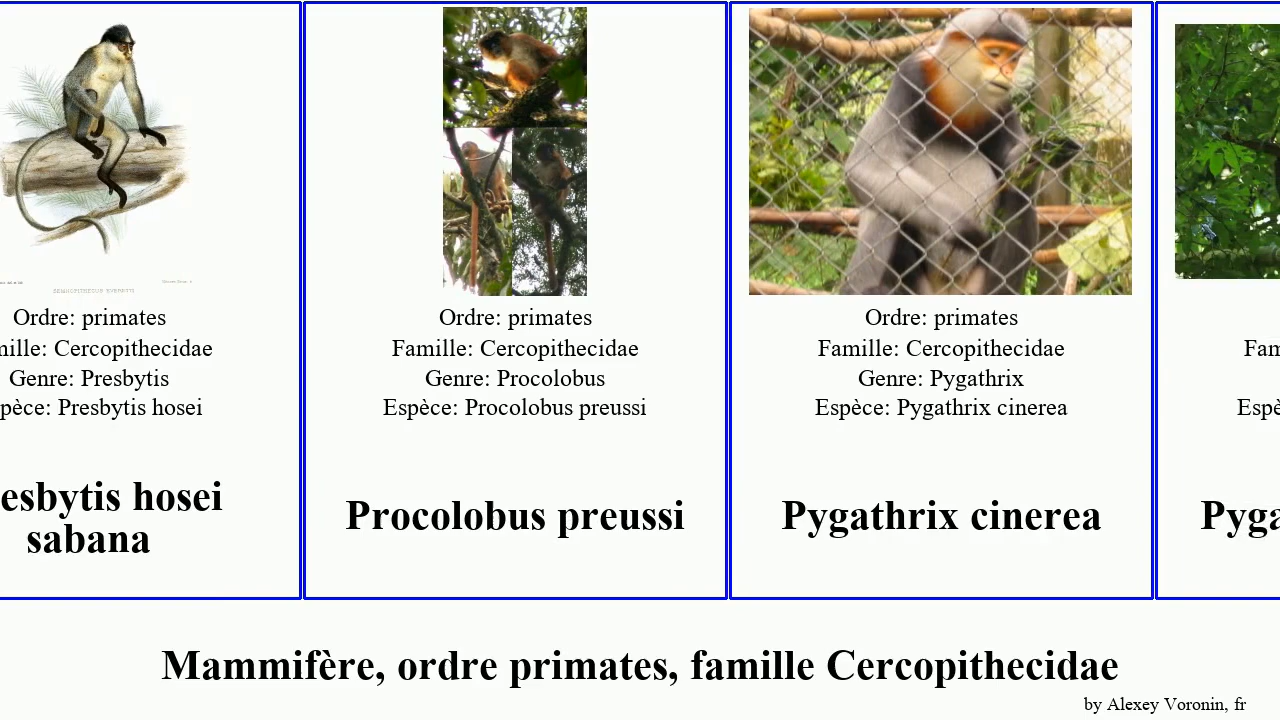 Ordre: primates
mille: Cercopithecidae
Genre: Presbytis
pèce: Presbytis hosei
esbytis hosei
sabana
Ordre: primates
Famille: Cercopithecidae
Genre: Procolobus
Espèce: Procolobus preussi
Procolobus preussi
Ordre: primates
Famille: Cercopithecidae
Genre: Pygathrix
Espèce: Pygathrix cinerea
Pygathrix cinerea
Fam
Espè
Pyga
Mammifère, ordre primates, famille Cercopithecidae
by Alexey Voronin, fr